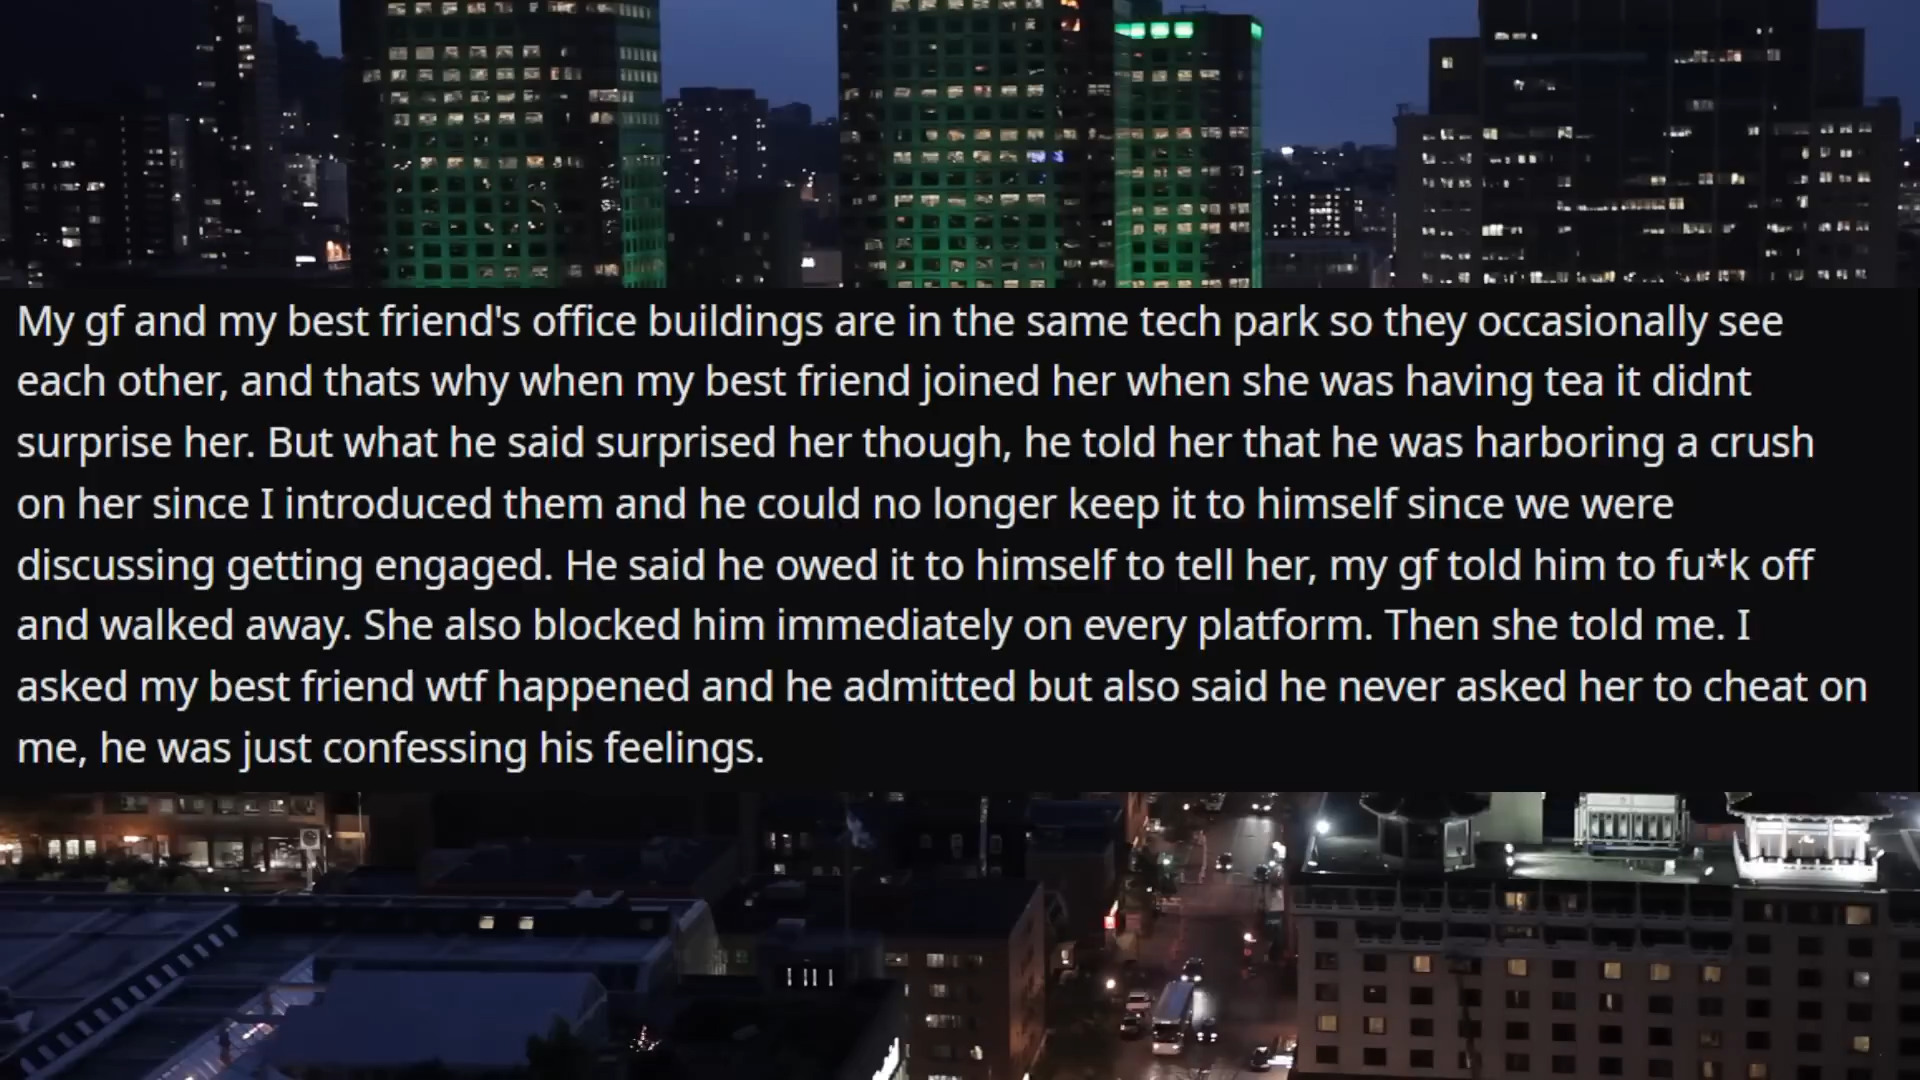 My gf and my best friend's office buildings are in the same tech park so they occasionally see
each other, and thats why when my best friend joined her when she was having tea it didnt
surprise her. But what he said surprised her though, he told her that he was harboring a crush
on her since I introduced them and he could no longer keep it to himself since we were
discussing getting engaged. He said he owed it to himself to tell her, my gf told him to fu*k off
and walked away. She also blocked him immediately on every platform. Then she told me. I
asked my best friend wtf happened and he admitted but also said he never asked her to cheat on
me, he was just confessing his feelings.